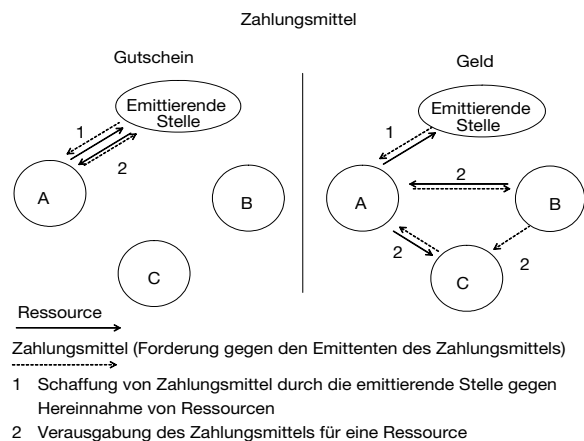 Zahlungsmittel
Gutschein
Emittierende
Stelle
1
2
A
B
C
Geld
Emittierende
Stelle
1
2
A
B
2
2
C
Ressource
Zahlungsmittel (Forderung gegen den Emittenten des Zahlungsmittels)
1 Schaffung von Zahlungsmittel durch die emittierende Stelle gegen
Hereinnahme von Ressourcen
2 Verausgabung des Zahlungsmittels für eine Ressource